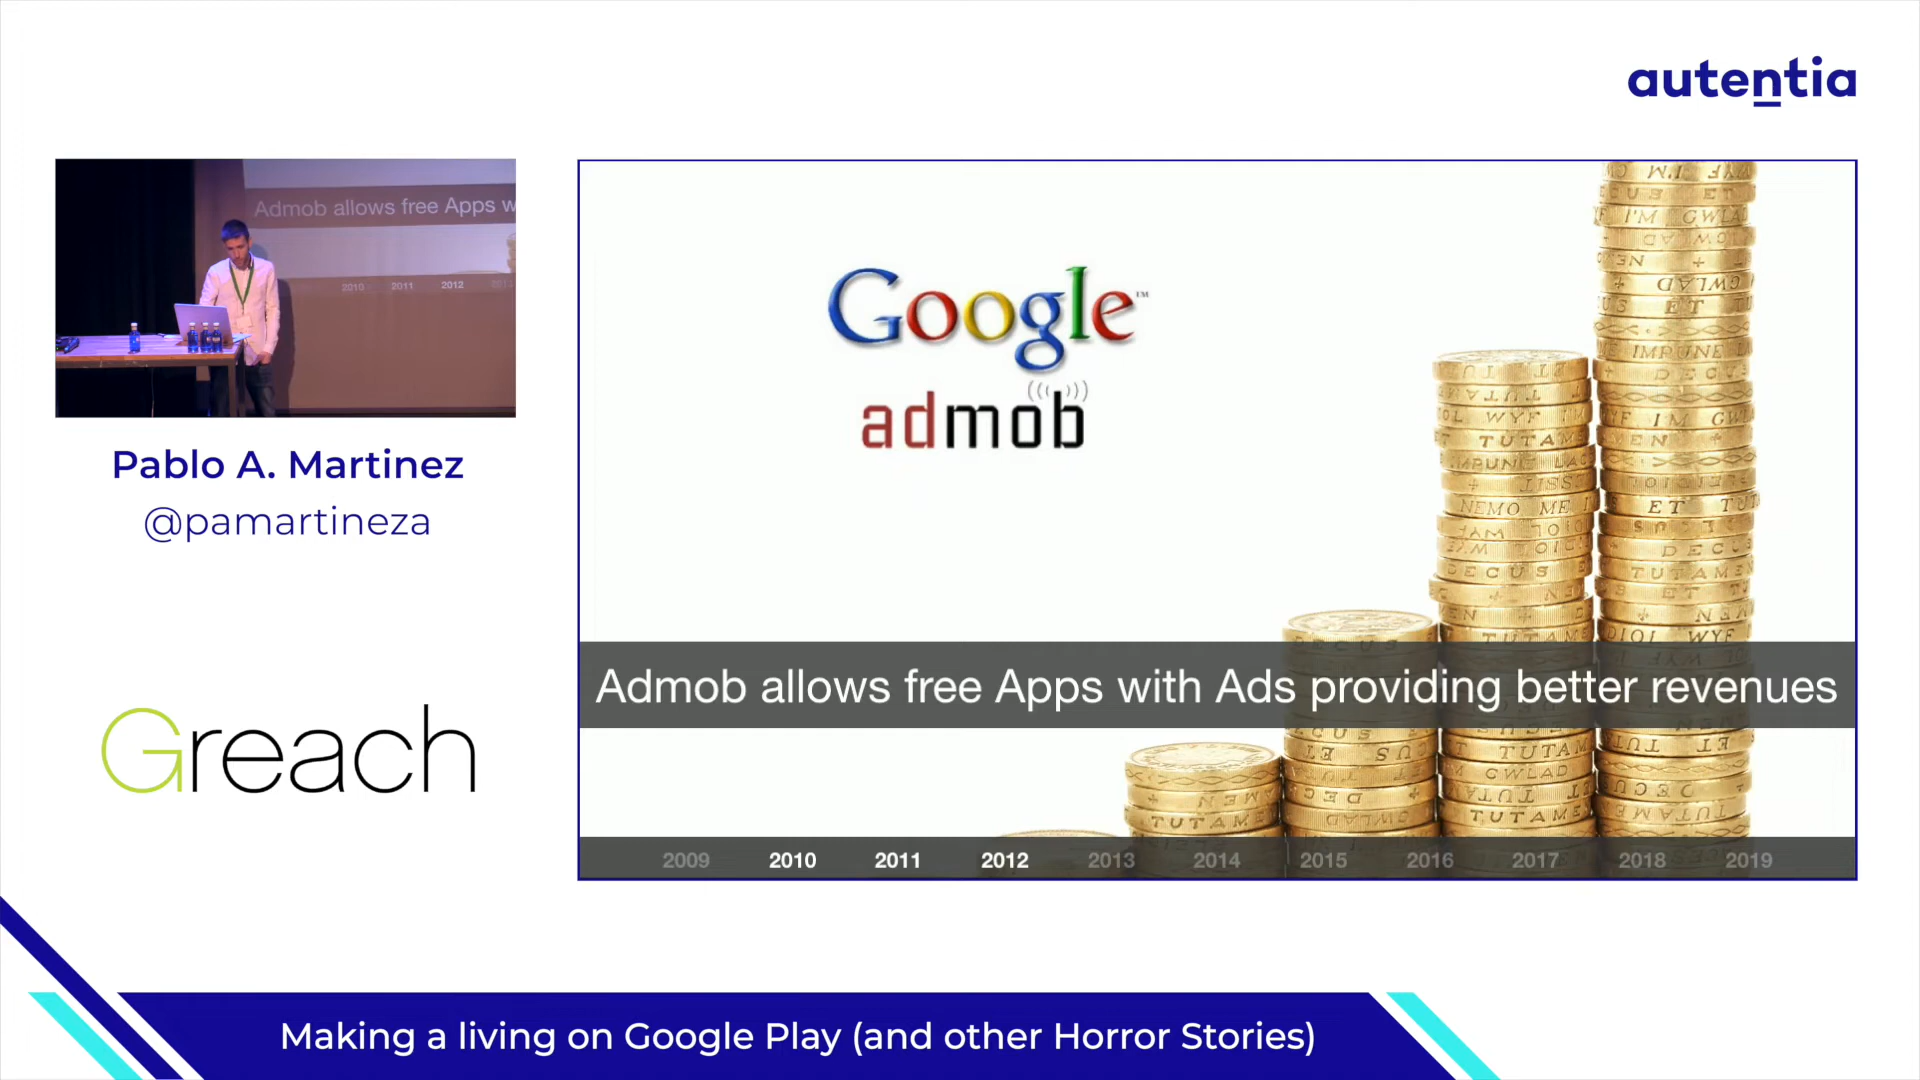 autentia
Admob allows free Apps w
2010 2011 2012 2013
Pablo A. Martinez
@pamartineza
Greach
Google™
admob
Admob allows free Apps with Ads providing better revenues
2009 2010 2011 2012 2013 2014 2015 2016 2017 2018 2019
Making a living on Google Play (and other Horror Stories)